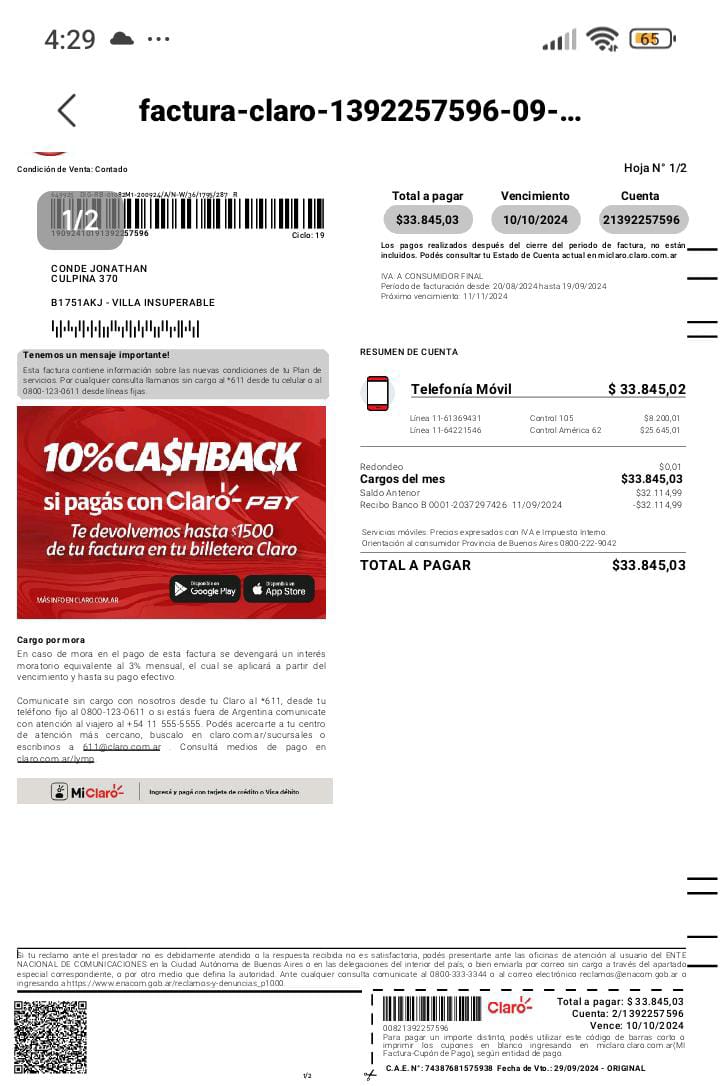 4:29
65
factura-claro-1392257596-09-...
Condición de Venta: Contado
Hoja N° 1/2
1/2
Ciclo: 19
Total a pagar Vencimiento Cuenta
$33.845,03 10/10/2024 21392257596
Los pagos realizados después del cierre del periodo de factura, no están
incluidos. Podés consultar tu Estado de Cuenta actual en miclaro.claro.com.ar
IVA: A CONSUMIDOR FINAL
Período de facturación desde: 20/08/2024 hasta 19/09/2024
Próximo vencimiento: 11/11/2024
CONDE JONATHAN
CULPINA 370
B1751AKJ - VILLA INSUPERABLE
Tenemos un mensaje importante!
Esta factura contiene información sobre las nuevas condiciones de tu Plan de
servicios. Por cualquier consulta llamanos sin cargo al *611 desde tu celular o al
0800-123-0611 desde líneas fijas.
10% CA$HBACK
si pagás con Claro-pay
Te devolvemos hasta $1500
de tu factura en tu billetera Claro
MÁS INFO EN CLARO.COM.AR
Disponible en
Google Play
Disponible en
App Store
RESUMEN DE CUENTA
Telefonía Móvil $ 33.845,02
Línea 11-61369431 Control 105 $8.200,01
Línea 11-64221546 Control América 62 $25.645,01
Redondeo $0,01
Cargos del mes $33.845,03
Saldo Anterior $32.114,99
Recibo Banco B 0001-2037297426 11/09/2024 -$32.114,99
Servicios móviles: Precios expresados con IVA e Impuesto Interno
Orientación al consumidor Provincia de Buenos Aires 0800-222-9042
TOTAL A PAGAR $33.845,03
Cargo por mora
En caso de mora en el pago de esta factura se devengará un interés
moratorio equivalente al 3% mensual, el cual se aplicará a partir del
vencimiento y hasta su pago efectivo.
Comunicate sin cargo con nosotros desde tu Claro al *611, desde tu
teléfono fijo al 0800-123-0611 o si estás fuera de Argentina comunicate
con atención al viajero al +54 11 555-5555. Podés acercarte a tu centro
de atención más cercano, buscalo en claro.com.ar/sucursales o
escribinos a 611@claro.com.ar . Consultá medios de pago en
claro.com.ar/lymp
Mi Claro Ingresá y pagá con tarjeta de crédito o Visa débito
Si tu reclamo ante el prestador no es debidamente atendido o la respuesta recibida no es satisfactoria, podés presentarte ante las oficinas de atención al usuario del ENTE
NACIONAL DE COMUNICACIONES en la Ciudad Autónoma de Buenos Aires o en las delegaciones del interior del país, o bien enviarla por correo sin cargo a través del apartado
especial correspondiente, o por otro medio que defina la autoridad. Ante cualquier consulta comunicate al 0800-333-3344 o al correo electrónico reclamos@enacom.gob.ar o
ingresando a https://www.enacom.gob.ar/reclamos-y-denuncias_p1000
Claro
00821392257596
Total a pagar: $ 33.845,03
Cuenta: 2/1392257596
Vence: 10/10/2024
Para pagar un importe distinto, podés utilizar este código de barras corto o
imprimir los cupones en blanco ingresando en miclaro.claro.com.ar(Mi
Factura-Cupón de Pago), según entidad de pago.
1/2
C.A.E. N°: 74387681575938 Fecha de Vto.: 29/09/2024 - ORIGINAL